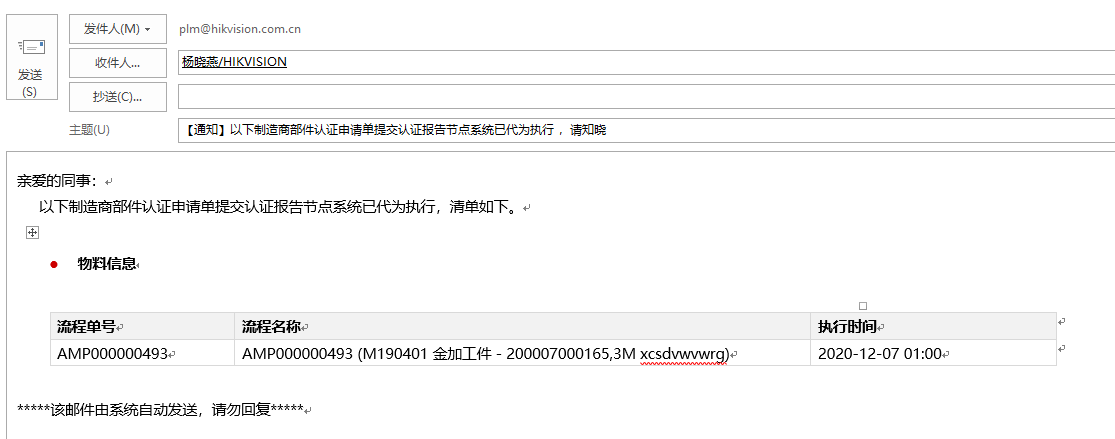 发件人(M)
plm@hikvision.com.cn
发送
(S)
收件人...
杨晓燕/HIKVISION
抄送(C)...
主题(U)
【通知】以下制造商部件认证申请单提交认证报告节点系统已代为执行 ，请知晓
亲爱的同事：
以下制造商部件认证申请单提交认证报告节点系统已代为执行，清单如下。
物料信息
流程单号 流程名称 执行时间
AMP000000493 AMP000000493 (M190401 金加工件 - 200007000165,3M xcsdvwvwrg) 2020-12-07 01:00
*****该邮件由系统自动发送，请勿回复*****